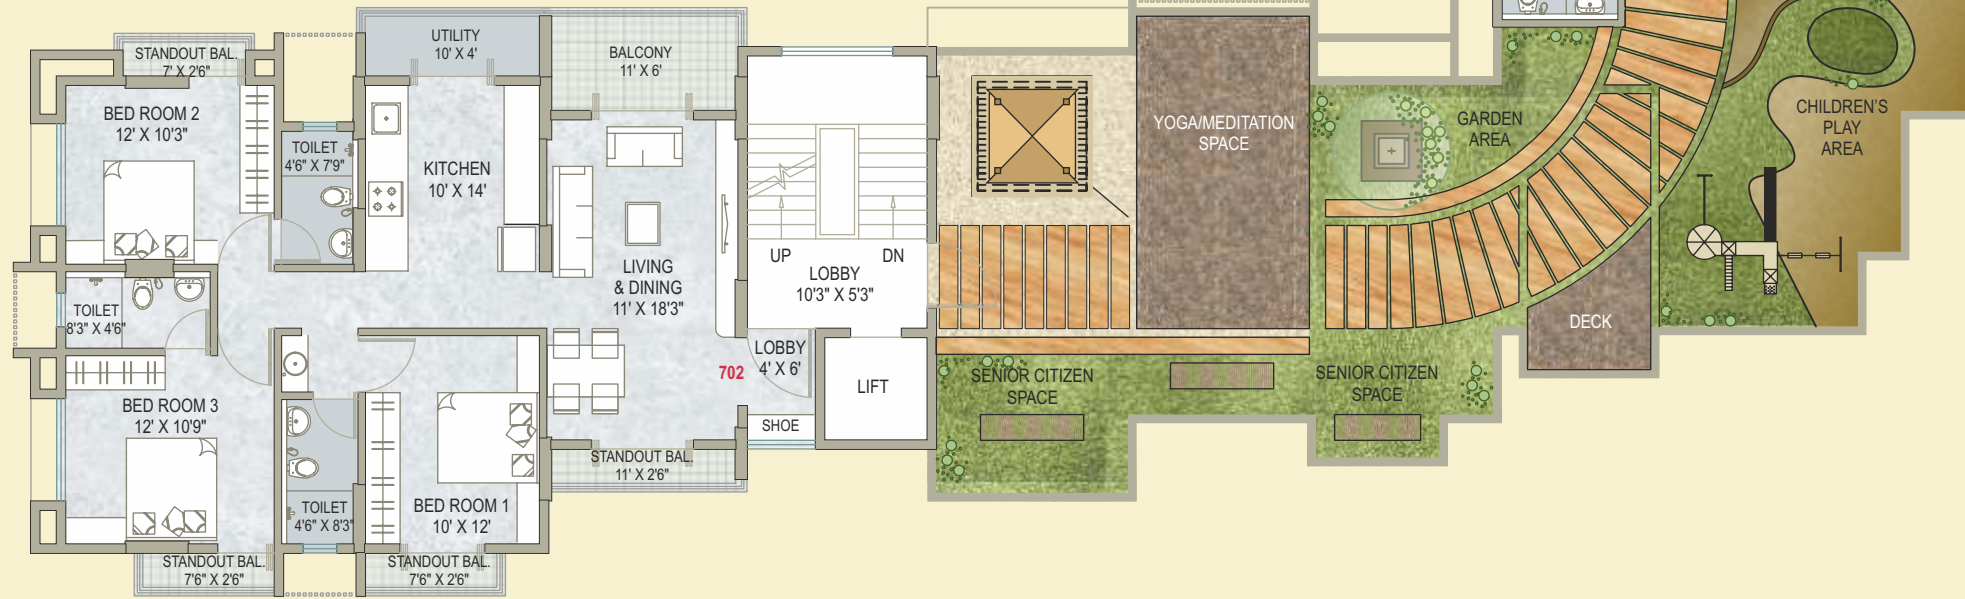 STANDOUT BAL.
7' X 2'6"
UTILITY
10' X 4'
BALCONY
11' X 6'
BED ROOM 2
12' X 10'3"
TOILET
4'6" X 7'9"
KITCHEN
10' X 14'
LIVING
& DINING
11' X 18'3"
UP
DN
LOBBY
10'3" X 5'3"
TOILET
8'3" X 4'6"
LOBBY
4' X 6'
702
LIFT
SHOE
BED ROOM 3
12' X 10'9"
STANDOUT BAL.
11' X 2'6"
TOILET
4'6" X 8'3"
BED ROOM 1
10' X 12'
STANDOUT BAL.
7'6" X 2'6"
STANDOUT BAL.
7'6" X 2'6"
YOGA/MEDITATION
SPACE
GARDEN
AREA
CHILDREN'S
PLAY
AREA
DECK
SENIOR CITIZEN
SPACE
SENIOR CITIZEN
SPACE